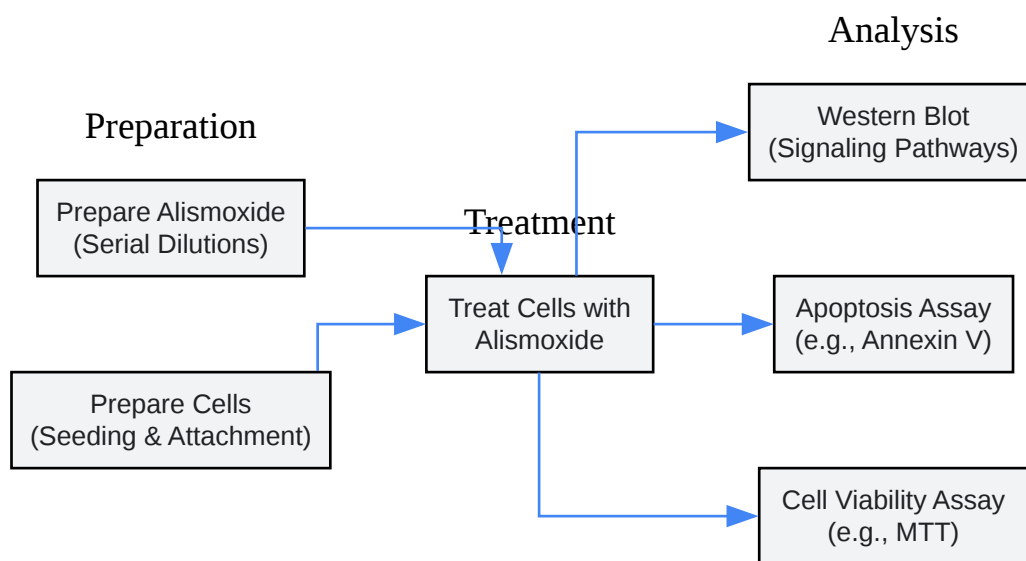 Preparation
Prepare Alismoxide
(Serial Dilutions)
Prepare Cells
(Seeding & Attachment)
Treatment
Treat Cells with
Alismoxide
Analysis
Western Blot
(Signaling Pathways)
Apoptosis Assay
(e.g., Annexin V)
Cell Viability Assay
(e.g., MTT)